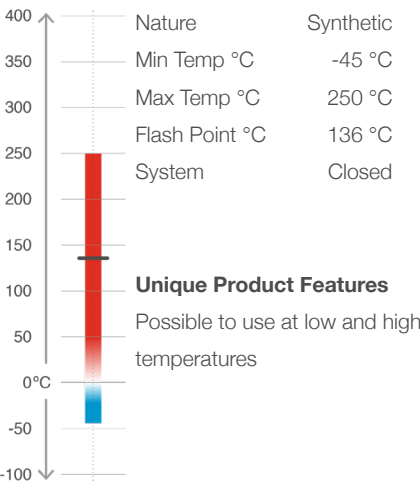 400
350
300
250
200
150
100
50
0°C
-50
-100
Nature Synthetic
Min Temp °C -45 °C
Max Temp °C 250 °C
Flash Point °C 136 °C
System Closed
Unique Product Features
Possible to use at low and high
temperatures